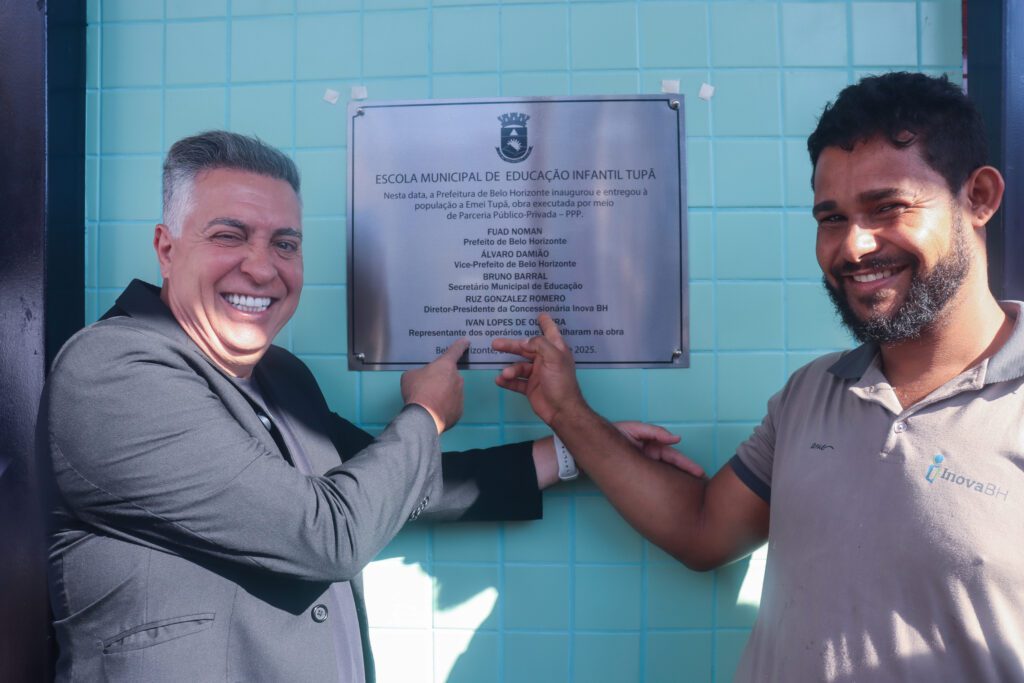 ESCOLA MUNICIPAL DE EDUCAÇÃO INFANTIL TUPÃ
Nesta data, a Prefeitura de Belo Horizonte inaugurou e entregou à
população a Emei Tupã, obra executada por meio
de Parceria Público-Privada – PPP.
FUAD NOMAN
Prefeito de Belo Horizonte
ÁLVARO DAMIÃO
Vice-Prefeito de Belo Horizonte
BRUNO BARRAL
Secretário Municipal de Educação
RUZ GONZALEZ ROMERO
Diretor-Presidente da Concessionária Inova BH
IVAN LOPES DE
Representante dos operários que na obra
2025.
InovaBH